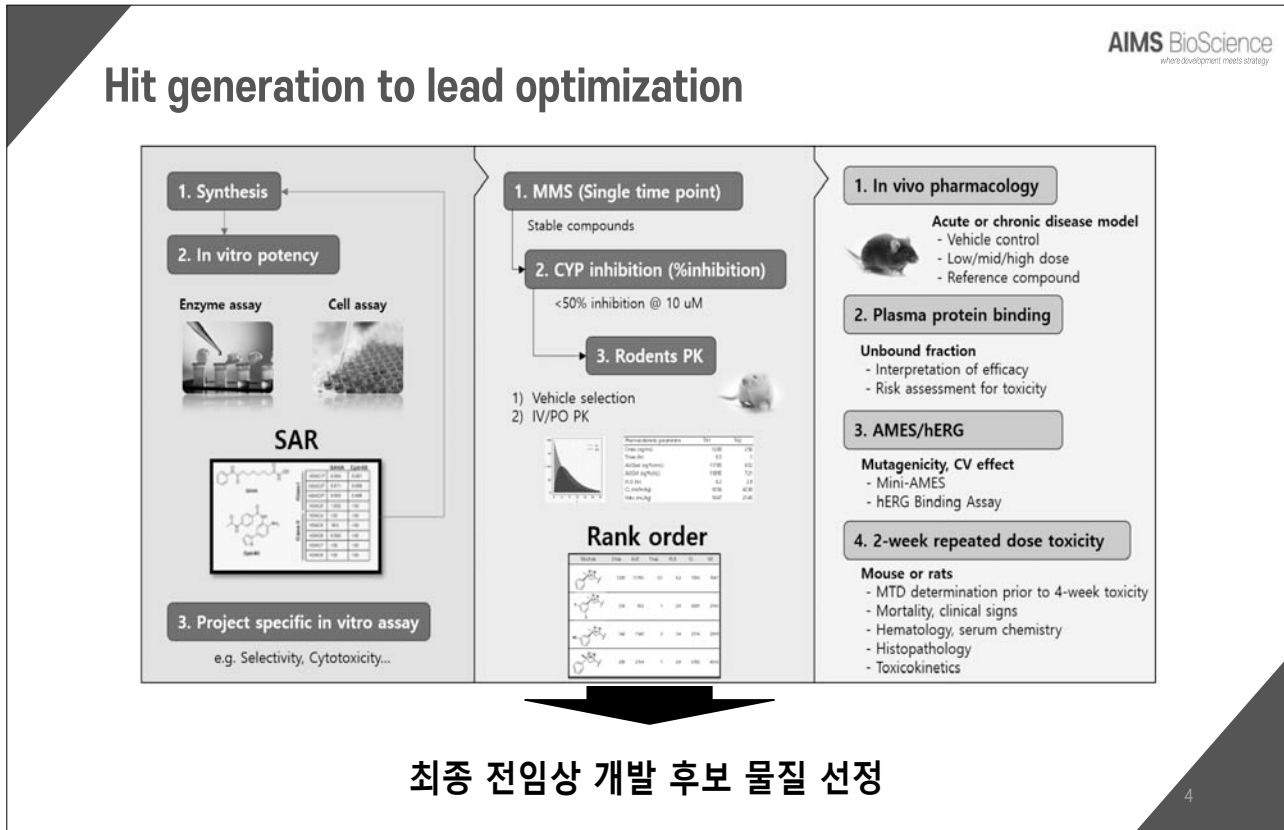 AIMS BioScience
where development meets strategy
Hit generation to lead optimization
1. Synthesis
2. In vitro potency
Enzyme assay Cell assay
SAR
SAHA
3. Project specific in vitro assay
e.g. Selectivity, Cytotoxicity...
1. MMS (Single time point)
Stable compounds
2. CYP inhibition (%inhibition)
<50% inhibition @ 10 uM
3. Rodents PK
1) Vehicle selection
2) IV/PO PK
Rank order
1. In vivo pharmacology
Acute or chronic disease model
- Vehicle control
- Low/mid/high dose
- Reference compound
2. Plasma protein binding
Unbound fraction
- Interpretation of efficacy
- Risk assessment for toxicity
3. AMES/hERG
Mutagenicity, CV effect
- Mini-AMES
- hERG Binding Assay
4. 2-week repeated dose toxicity
Mouse or rats
- MTD determination prior to 4-week toxicity
- Mortality, clinical signs
- Hematology, serum chemistry
- Histopathology
- Toxicokinetics
최종 전임상 개발 후보 물질 선정
4